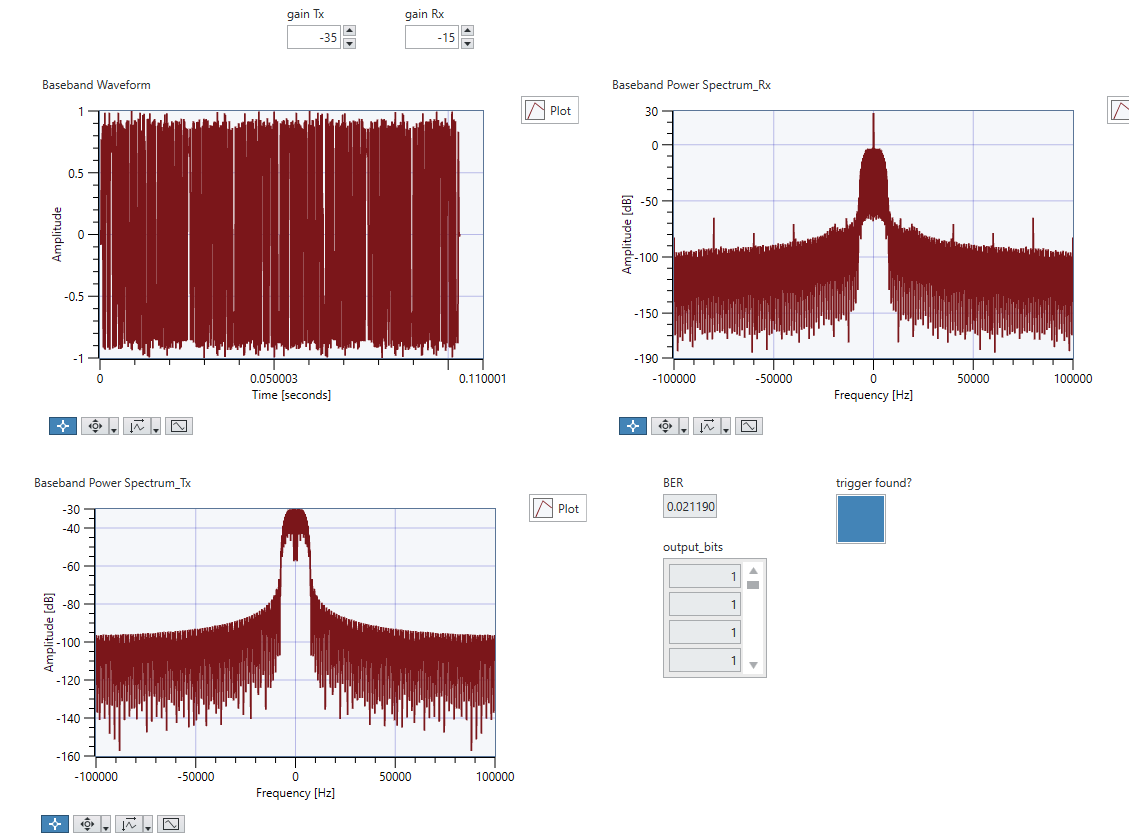 gain Tx
gain Rx
-35
-15
Baseband Waveform
Baseband Power Spectrum_Rx
Plot
1
0.5
0
-0.5
-1
Amplitude
0
0.050003
0.110001
Time [seconds]
30
0
-50
-100
-150
-190
Amplitude [dB]
-100000
-50000
0
50000
100000
Frequency [Hz]
Baseband Power Spectrum_Tx
Plot
-30
-40
-60
-80
-100
-120
-140
-160
Amplitude [dB]
-100000
-50000
0
50000
100000
Frequency [Hz]
BER
0.021190
trigger found?
output_bits
1
1
1
1